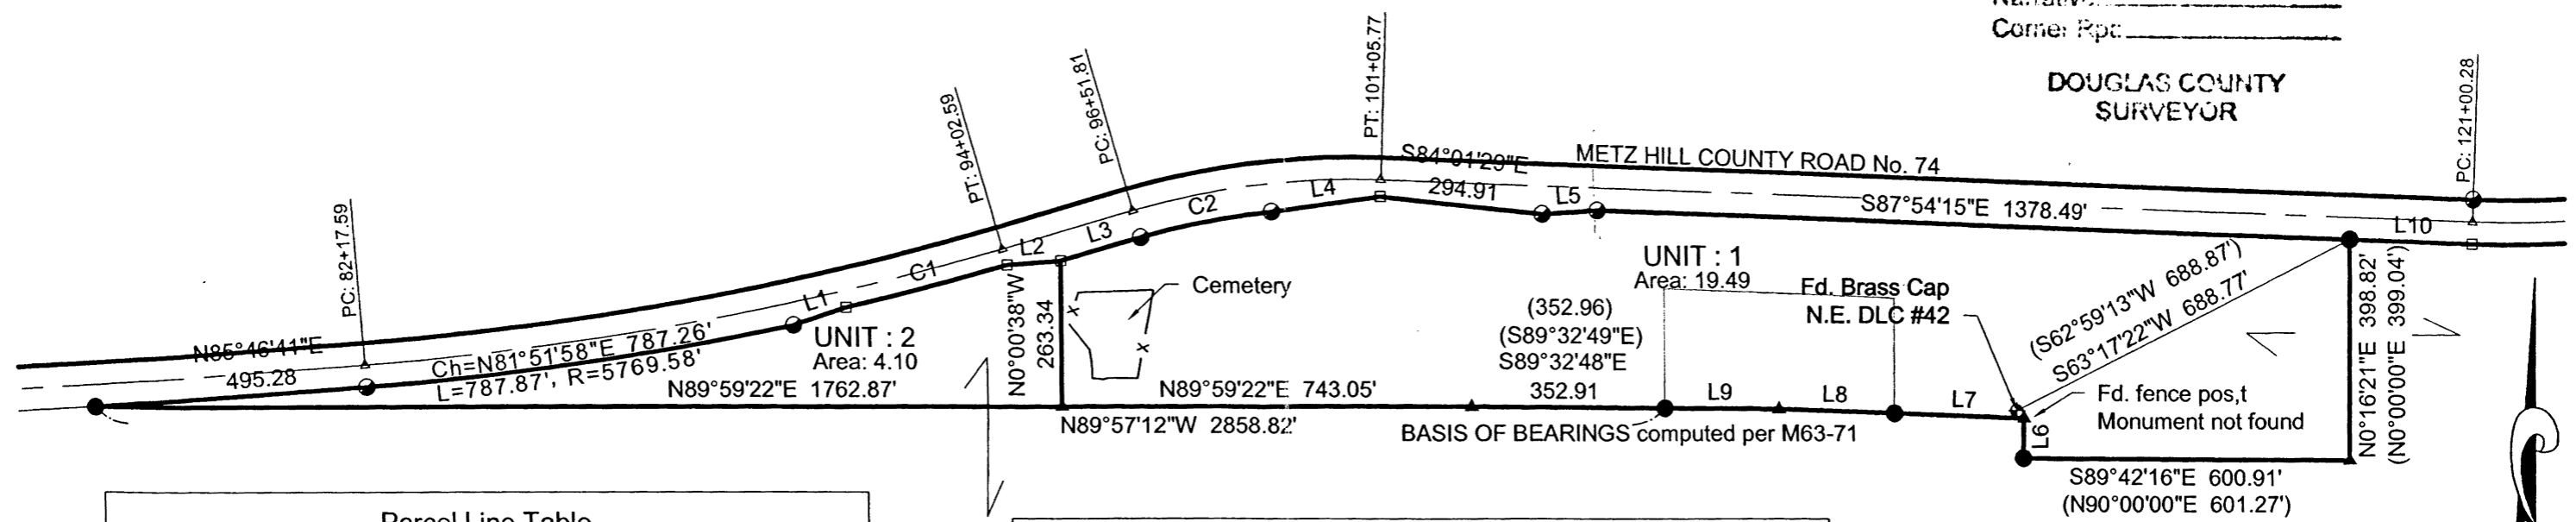 Corner Rpt:
DOUGLAS COUNTY
SURVEYOR
PC: 82+17.59
PT: 94+02.59
PC: 96+51.81
PT: 101+05.77
PC: 121+00.28
S84°01'29"E
294.91
METZ HILL COUNTY ROAD No. 74
L5
S87°54'15"E 1378.49'
L10
L4
C2
L3
L2
C1
L1
N85°46'41"E
495.28
Ch=N81°51'58"E 787.26'
L=787.87', R=5769.58'
UNIT : 2
Area: 4.10
N0°00'38"W
263.34
Cemetery
x
x
UNIT : 1
Area: 19.49
Fd. Brass Cap
N.E. DLC #42
(352.96)
(S89°32'49"E)
S89°32'48"E
352.91
(S62°59'13"W 688.87')
S63°17'22"W 688.77'
N0°16'21"E 398.82'
(N0°00'00"E 399.04')
N89°59'22"E 1762.87'
N89°59'22"E 743.05'
L9
L8
L7
L6
Fd. fence pos,t
Monument not found
N89°57'12"W 2858.82'
BASIS OF BEARINGS computed per M63-71
S89°42'16"E 600.91'
(N90°00'00"E 601.27')
Parcel Line Table